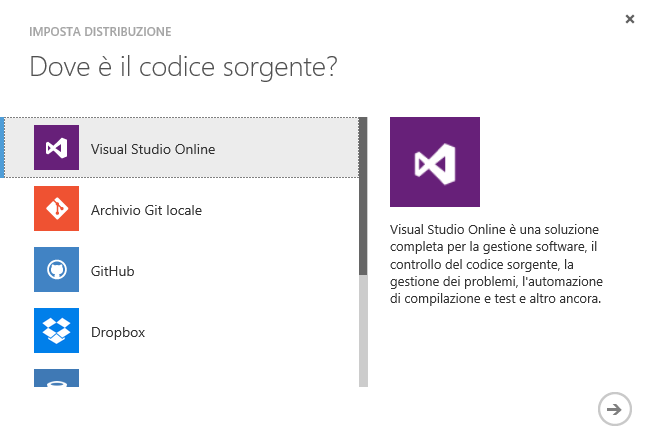 IMPOSTA DISTRIBUZIONE
Dove è il codice sorgente?
Visual Studio Online
Archivio Git locale
GitHub
Dropbox
Visual Studio Online è una soluzione
completa per la gestione software, il
controllo del codice sorgente, la
gestione dei problemi, l'automazione
di compilazione e test e altro ancora.